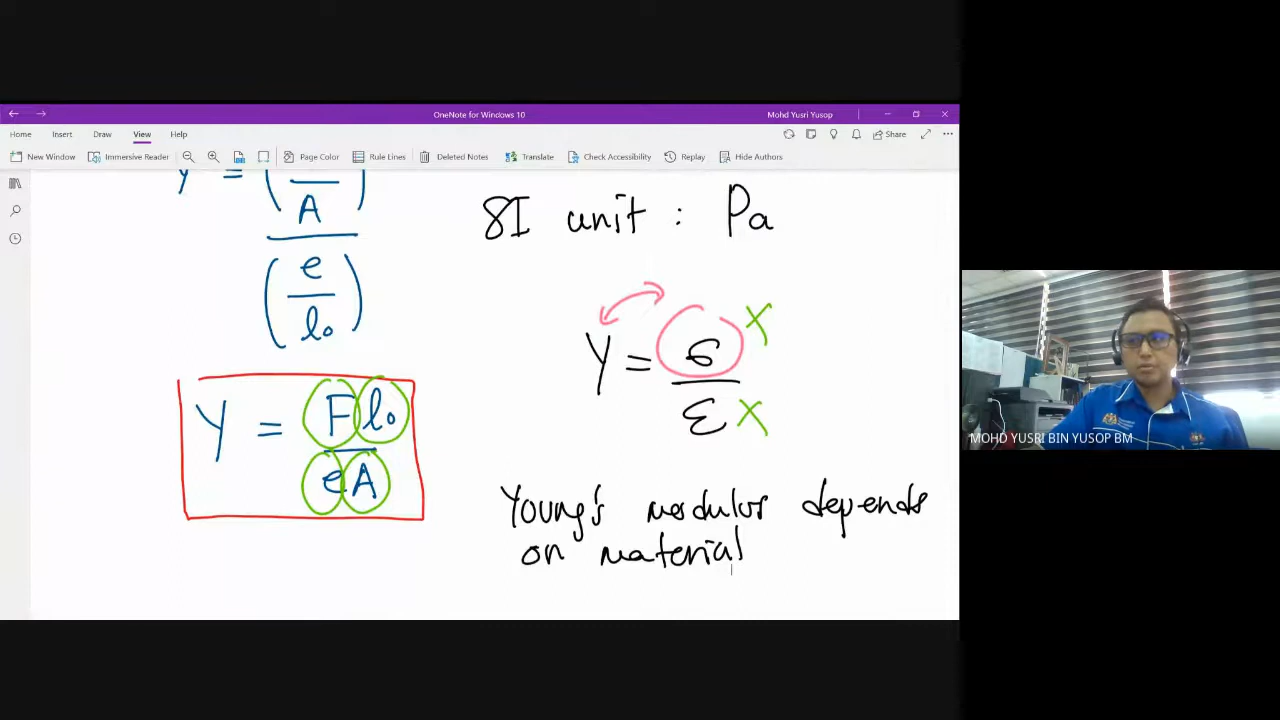 OneNote for Windows 10
Mohd Yusri Yusop
Home Insert Draw View Help
Share
New Window Immersive Reader Page Color Rule Lines Deleted Notes Translate Check Accessibility Replay Hide Authors
Y = (—/A) / (e/l₀)
SI unit : Pa
Y = σ/ε
X
X
Y = Fl₀/eA
Young's modulus depends
on material
MOHD YUSRI BIN YUSOP BM